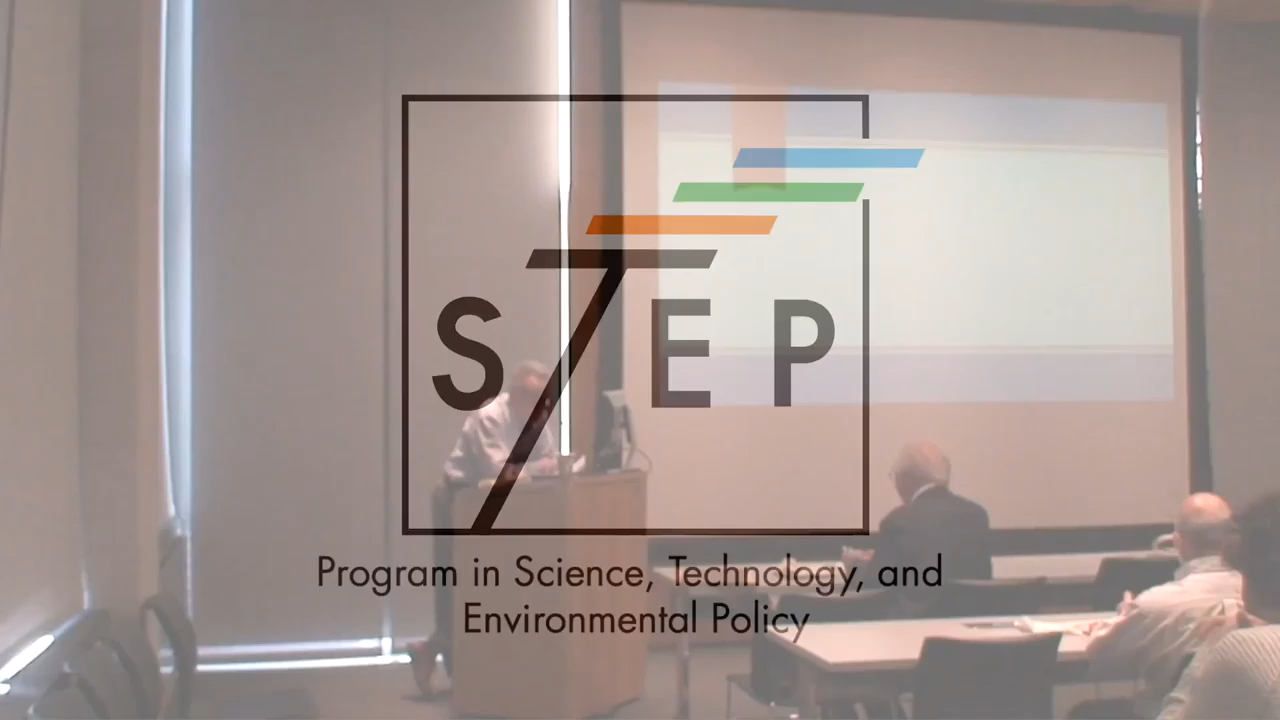 STEP
Program in Science, Technology, and
Environmental Policy